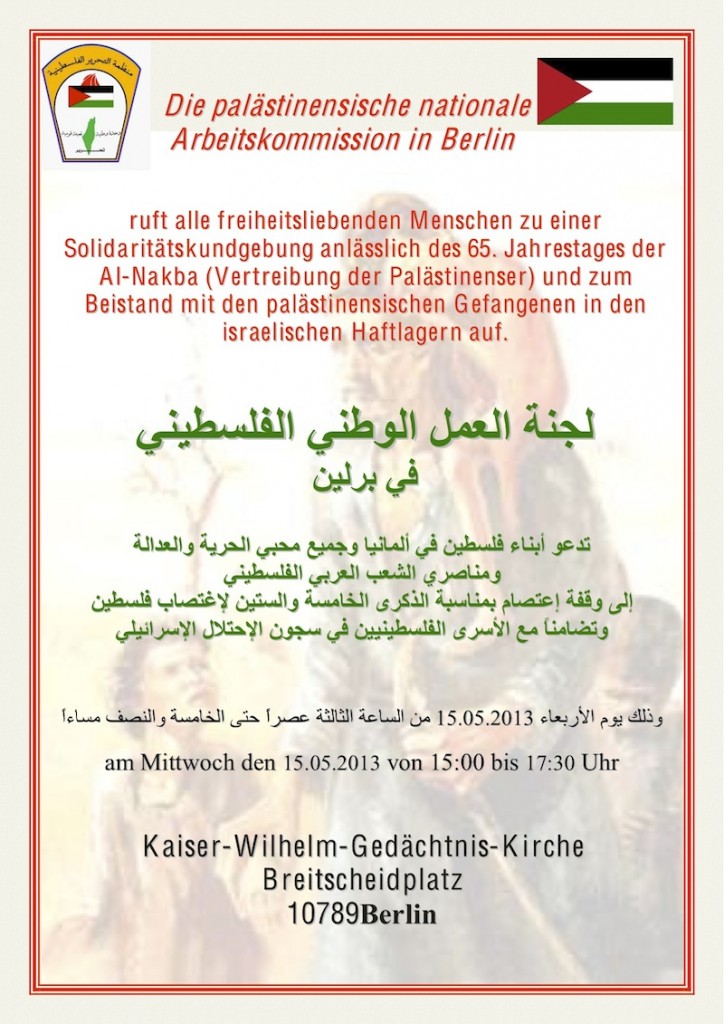 منظمة التحرير الفلسطينية
Die palästinensische nationale
Arbeitskommission in Berlin
ruft alle freiheitsliebenden Menschen zu einer
Solidaritätskundgebung anlässlich des 65. Jahrestages der
Al-Nakba (Vertreibung der Palästinenser) und zum
Beistand mit den palästinensischen Gefangenen in den
israelischen Haftlagern auf.
لجنة العمل الوطني الفلسطيني
في برلين
تدعو أبناء فلسطين في ألمانيا وجميع محبي الحرية والعدالة
ومناصري الشعب العربي الفلسطيني
إلى وقفة إعتصام بمناسبة الذكرى الخامسة والستين لإغتصاب فلسطين
وتضامناً مع الأسرى الفلسطينيين في سجون الإحتلال الإسرائيلي
وذلك يوم الأربعاء 15.05.2013 من الساعة الثالثة عصراً حتى الخامسة والنصف مساءاً
am Mittwoch den 15.05.2013 von 15:00 bis 17:30 Uhr
Kaiser-Wilhelm-Gedächtnis-Kirche
Breitscheidplatz
10789Berlin